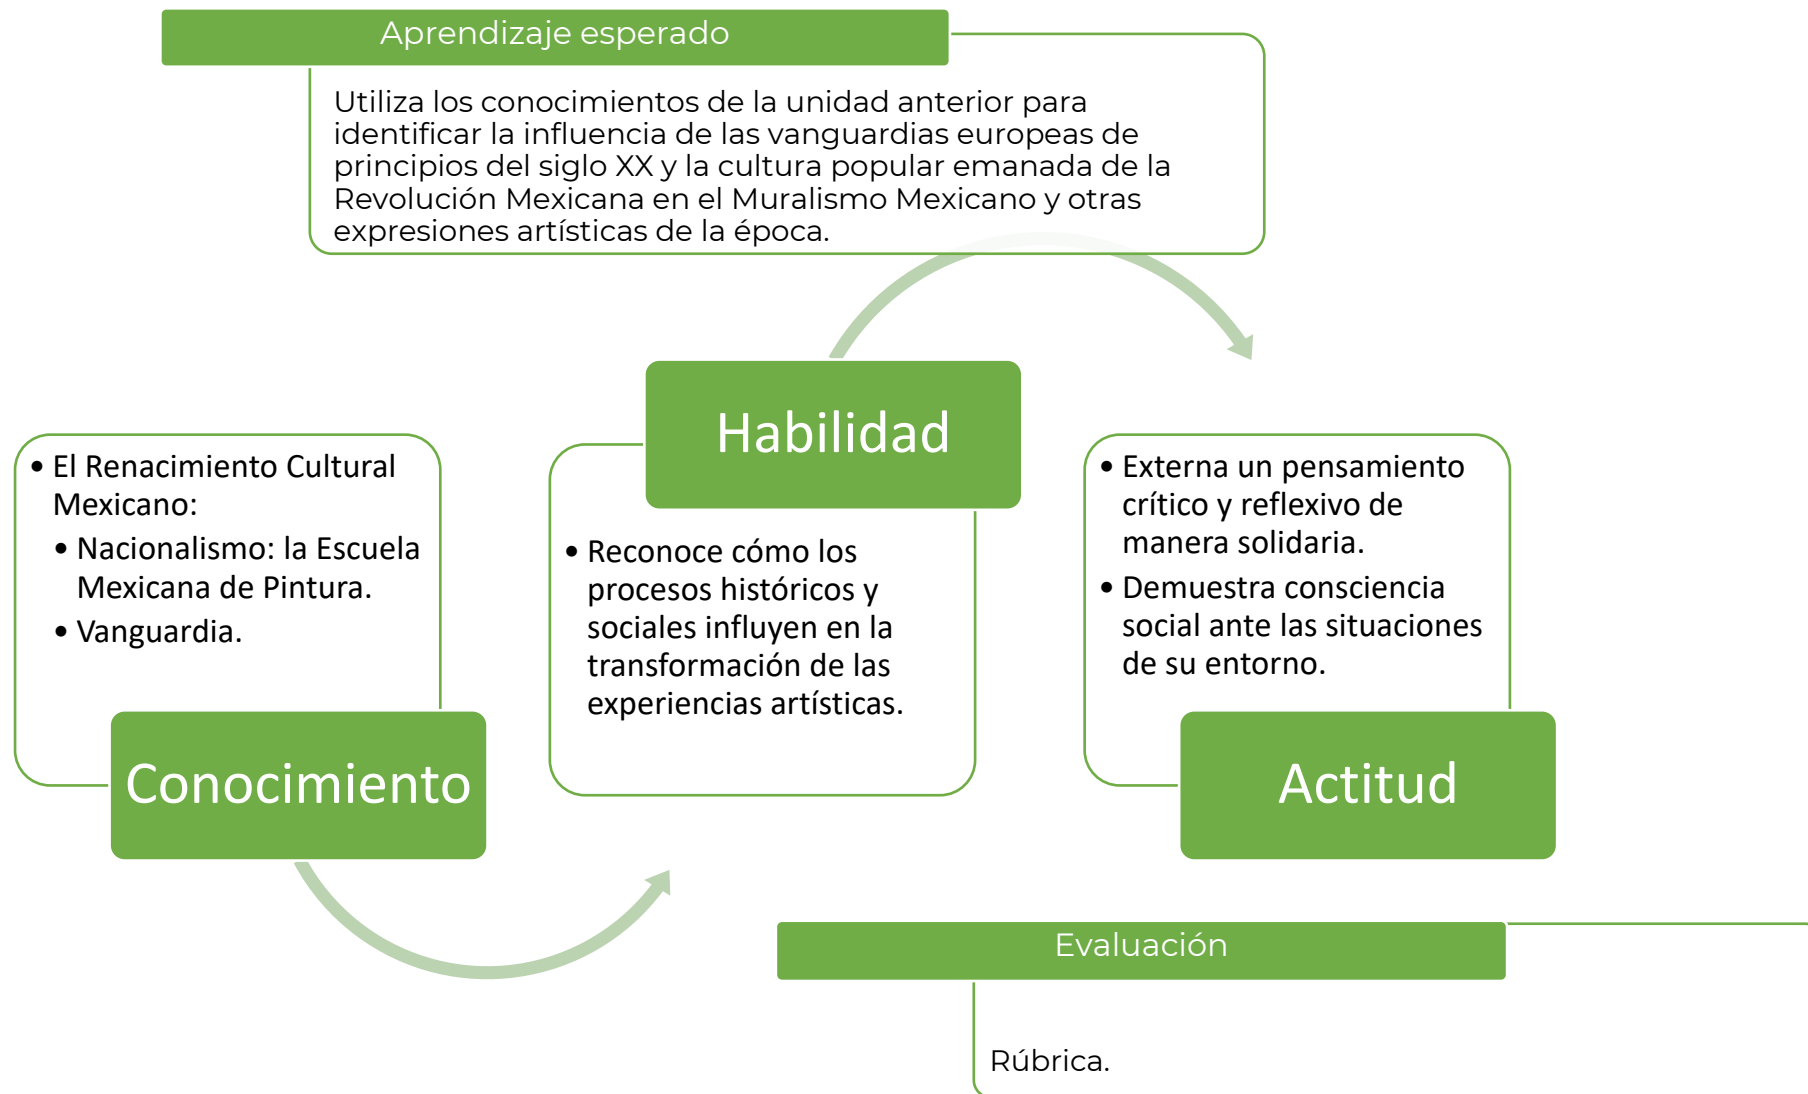 Aprendizaje esperado
Utiliza los conocimientos de la unidad anterior para
identificar la influencia de las vanguardias europeas de
principios del siglo XX y la cultura popular emanada de la
Revolución Mexicana en el Muralismo Mexicano y otras
expresiones artísticas de la época.
• El Renacimiento Cultural
Mexicano:
• Nacionalismo: la Escuela
Mexicana de Pintura.
• Vanguardia.
Conocimiento
Habilidad
• Reconoce cómo los
procesos históricos y
sociales influyen en la
transformación de las
experiencias artísticas.
• Externa un pensamiento
crítico y reflexivo de
manera solidaria.
• Demuestra consciencia
social ante las situaciones
de su entorno.
Actitud
Evaluación
Rúbrica.